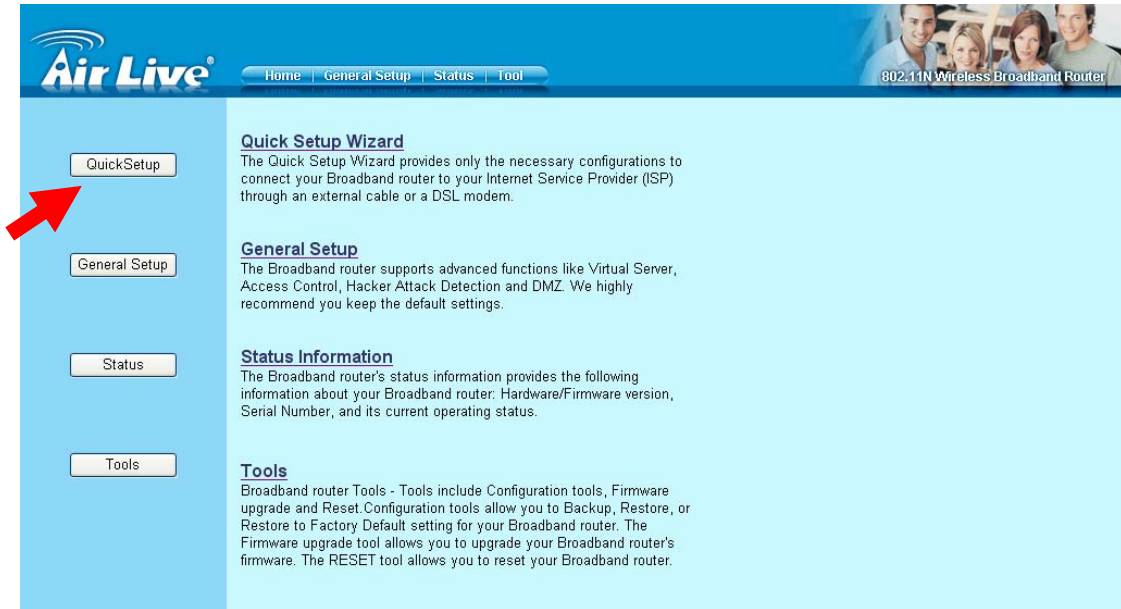 Air Live®
Home | General Setup | Status | Tool
802.11N Wireless Broadband Router
QuickSetup
Quick Setup Wizard
The Quick Setup Wizard provides only the necessary configurations to
connect your Broadband router to your Internet Service Provider (ISP)
through an external cable or a DSL modem.
General Setup
General Setup
The Broadband router supports advanced functions like Virtual Server,
Access Control, Hacker Attack Detection and DMZ. We highly
recommend you keep the default settings.
Status
Status Information
The Broadband router's status information provides the following
information about your Broadband router: Hardware/Firmware version,
Serial Number, and its current operating status.
Tools
Tools
Broadband router Tools - Tools include Configuration tools, Firmware
upgrade and Reset.Configuration tools allow you to Backup, Restore, or
Restore to Factory Default setting for your Broadband router. The
Firmware upgrade tool allows you to upgrade your Broadband router's
firmware. The RESET tool allows you to reset your Broadband router.